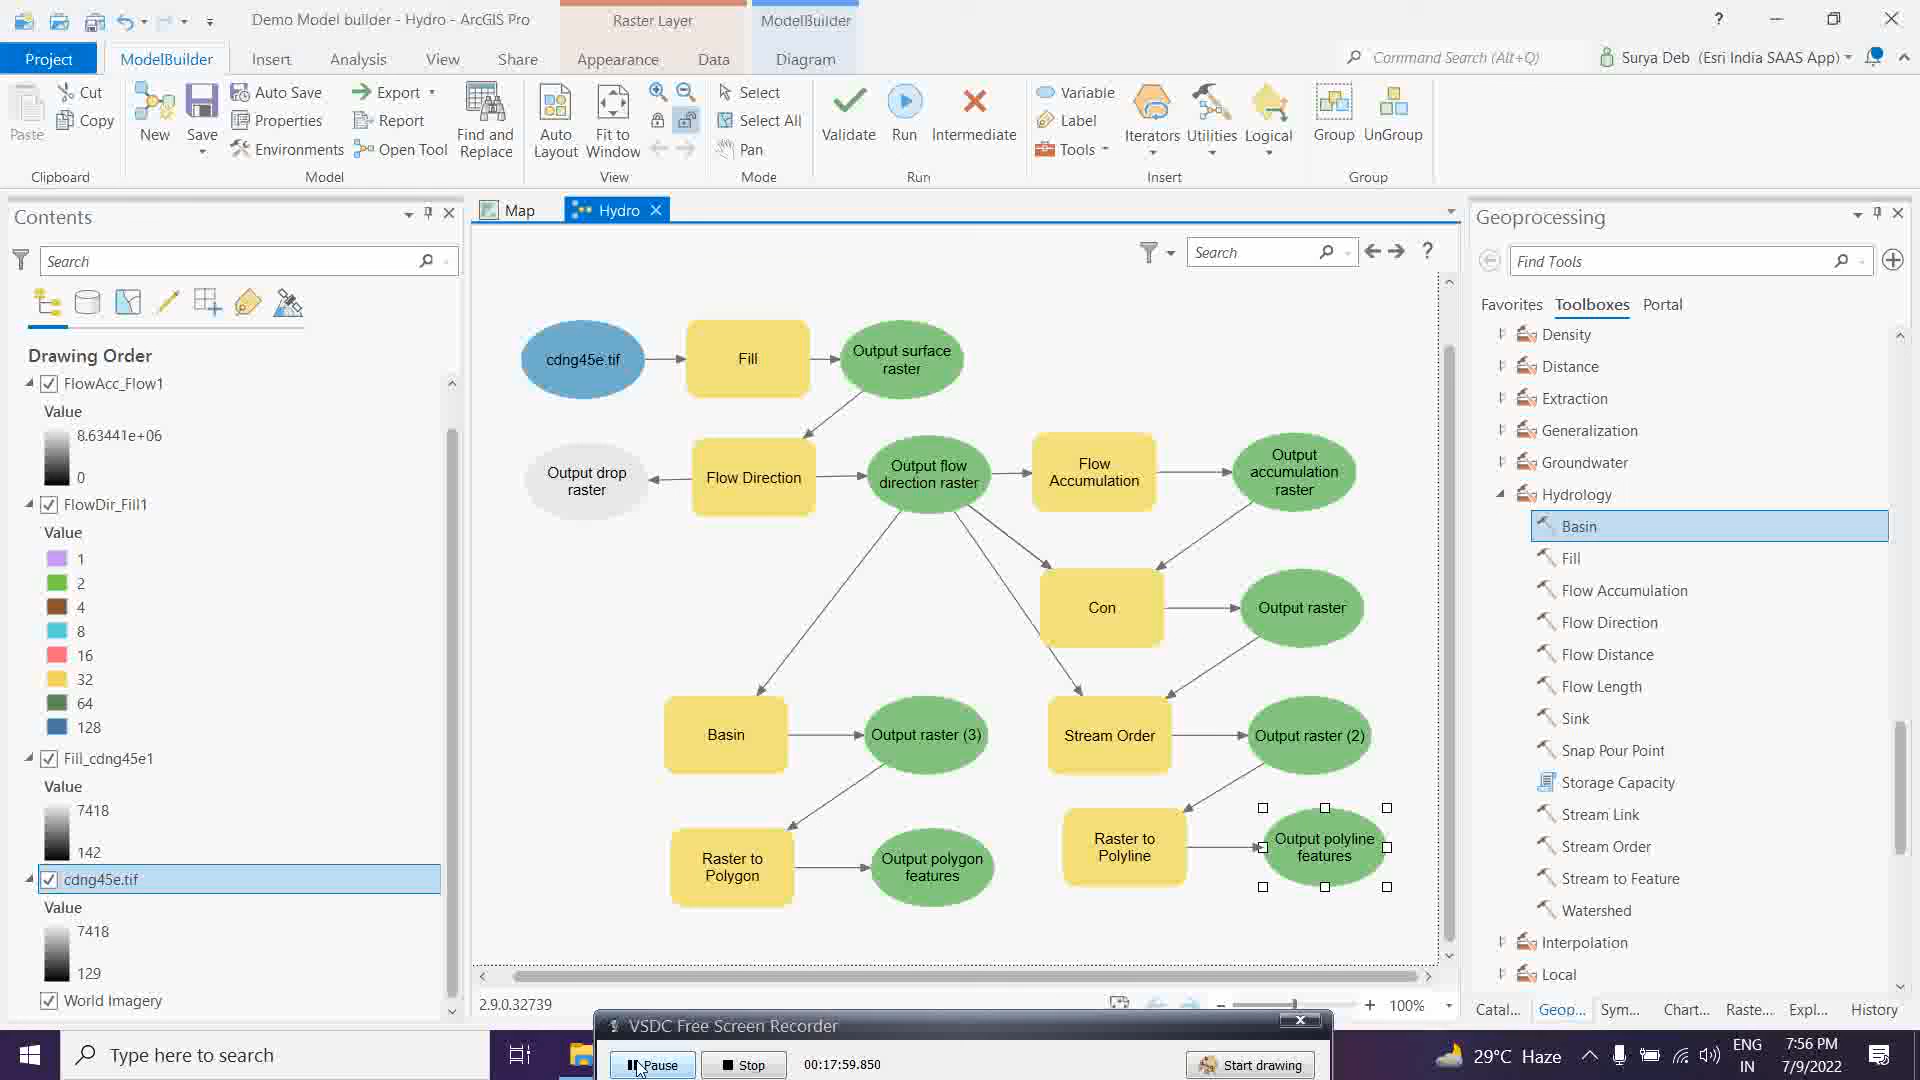 Demo Model builder - Hydro - ArcGIS Pro
Raster Layer
ModelBuilder
?
Project
ModelBuilder
Insert
Analysis
View
Share
Appearance
Data
Diagram
Command Search (Alt+Q)
Surya Deb (Esri India SAAS App)
Paste
Cut
Copy
Clipboard
New
Save
Auto Save
Properties
Environments
Export
Report
Open Tool
Find and
Replace
Model
Auto
Layout
Fit to
Window
View
Select
Select All
Pan
Mode
Validate
Run
Intermediate
Run
Variable
Label
Tools
Iterators
Utilities
Logical
Insert
Group
UnGroup
Group
Contents
Search
Drawing Order
FlowAcc_Flow1
Value
8.63441e+06
0
FlowDir_Fill1
Value
1
2
4
8
16
32
64
128
Fill_cdng45e1
Value
7418
142
cdng45e.tif
Value
7418
129
World Imagery
Map
Hydro
Search
?
cdng45e.tif
Fill
Output surface
raster
Output drop
raster
Flow Direction
Output flow
direction raster
Flow
Accumulation
Output
accumulation
raster
Con
Output raster
Basin
Output raster (3)
Stream Order
Output raster (2)
Raster to
Polygon
Output polygon
features
Raster to
Polyline
Output polyline
features
2.9.0.32739
100%
Geoprocessing
Find Tools
Favorites
Toolboxes
Portal
Density
Distance
Extraction
Generalization
Groundwater
Hydrology
Basin
Fill
Flow Accumulation
Flow Direction
Flow Distance
Flow Length
Sink
Snap Pour Point
Storage Capacity
Stream Link
Stream Order
Stream to Feature
Watershed
Interpolation
Local
Catal...
Geop...
Sym...
Chart...
Raste...
Expl...
History
VSDC Free Screen Recorder
Pause
Stop
00:17:59.850
Start drawing
Type here to search
29°C Haze
ENG
IN
7:56 PM
7/9/2022